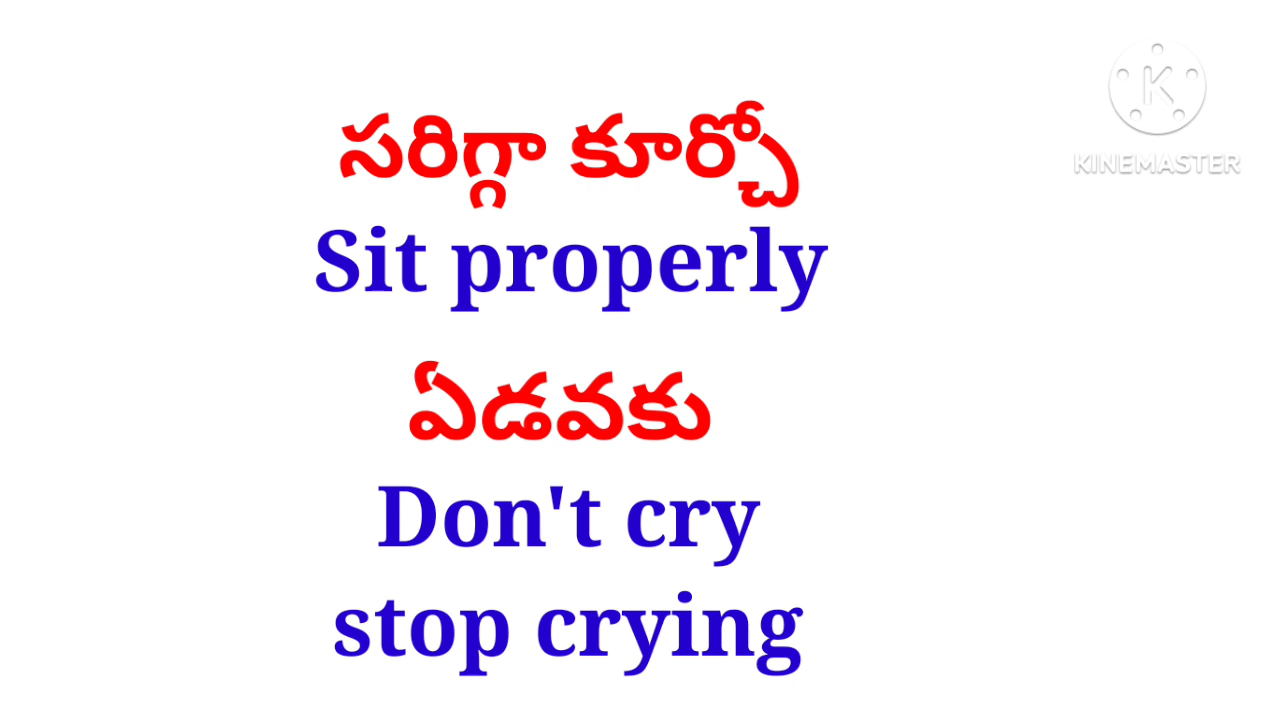 సరిగ్గా కూర్చో
Sit properly
ఏడవకు
Don't cry
stop crying
K
KINEMASTER